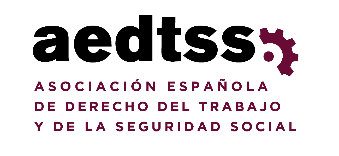 aedtss
ASOCIACIÓN ESPAÑOLA
DE DERECHO DEL TRABAJO
Y DE LA SEGURIDAD SOCIAL